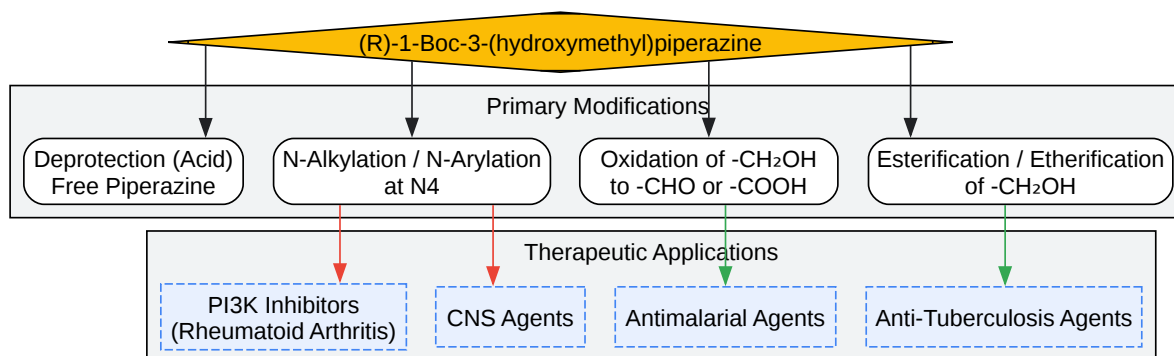 (R)-1-Boc-3-(hydroxymethyl)piperazine
Primary Modifications
Deprotection (Acid)
Free Piperazine
N-Alkylation / N-Arylation
at N4
Oxidation of -CH₂OH
to -CHO or -COOH
Esterification / Etherification
of -CH₂OH
Therapeutic Applications
PI3K Inhibitors
(Rheumatoid Arthritis)
CNS Agents
Antimalarial Agents
Anti-Tuberculosis Agents